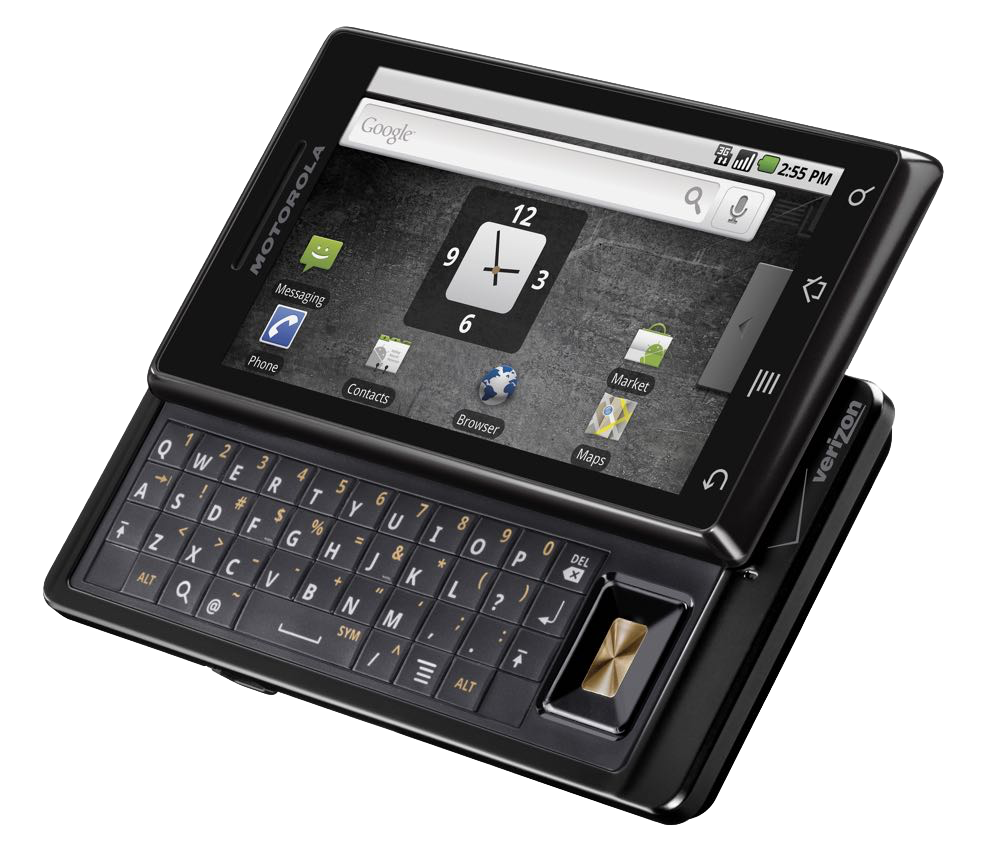 MOTOROLA
3G
2:55 PM
Google
12
9
3
6
Messaging
Phone
Contacts
Browser
Market
Maps
verizon
Q 1 W 2 E 3 R 4 T 5 Y 6 U 7 I 8 O 9 P 0 DEL
A S ! D # F $ G % H = J & K * L ( ? )
Z < X > C - V - B + N " M ' , ; . :
ALT @ ~ SYM / ^ ALT